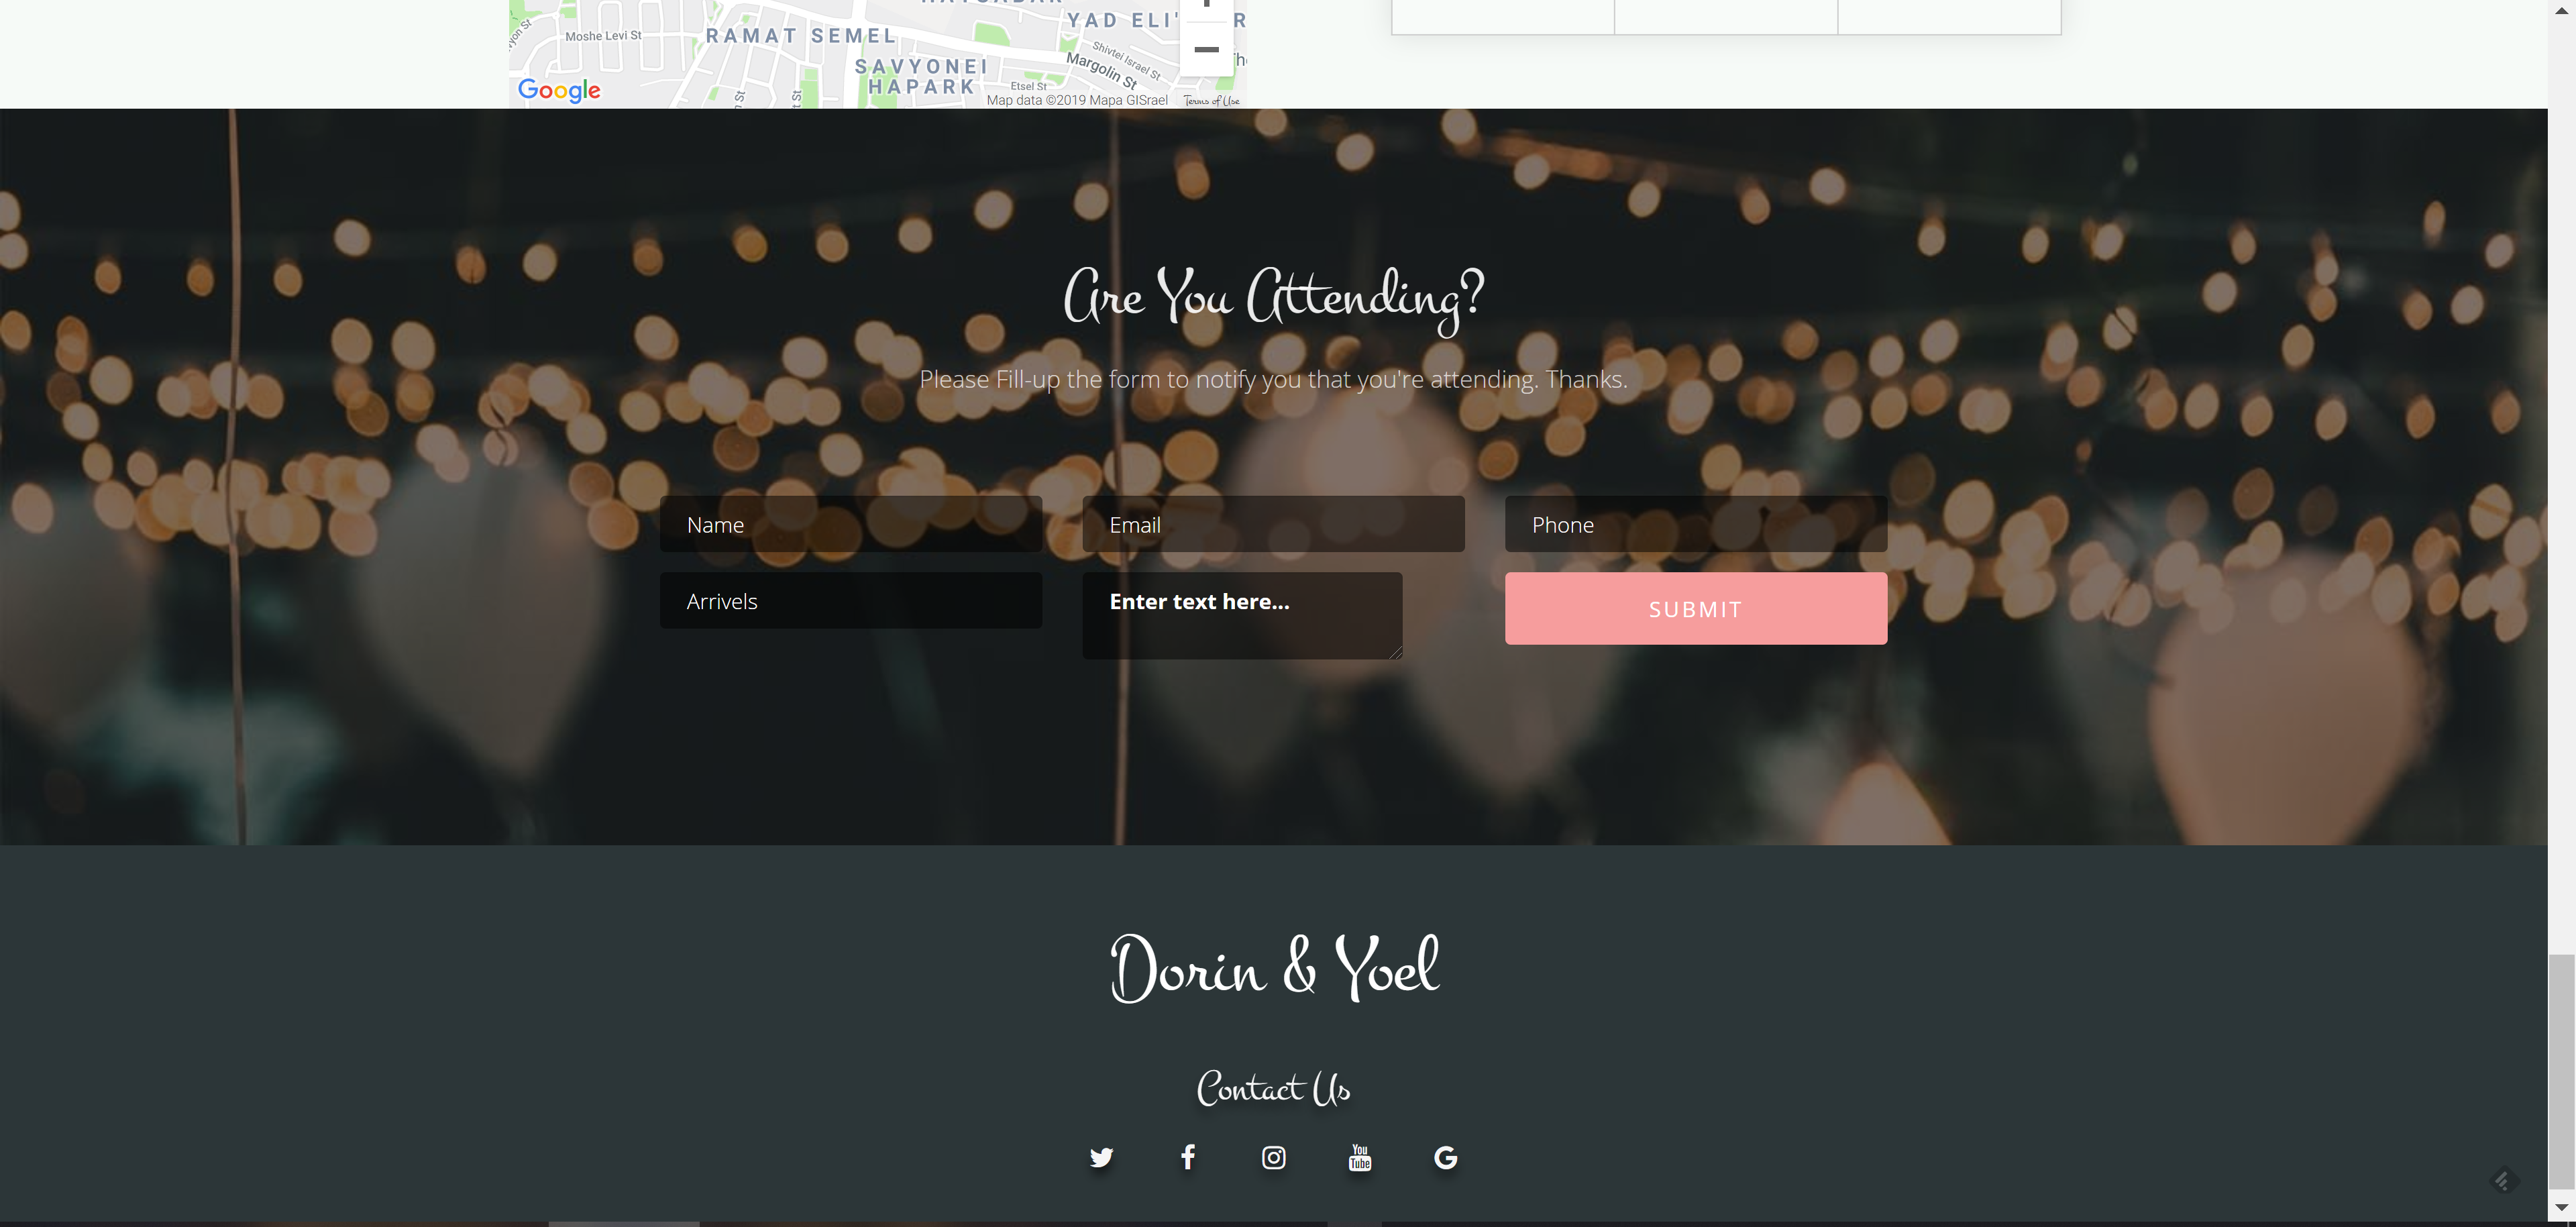 YAD ELI'
Moshe Levi St
RAMAT SEMEL
Shivtei Israel St
SAVYONEI
HAPARK
Margolin St
Etsel St
Google
Map data ©2019 Mapa GISrael
Terms of Use
Are You Attending?
Please Fill-up the form to notify you that you're attending. Thanks.
Name
Email
Phone
Arrivels
Enter text here...
SUBMIT
Dorin & Yoel
Contact Us
You
Tube